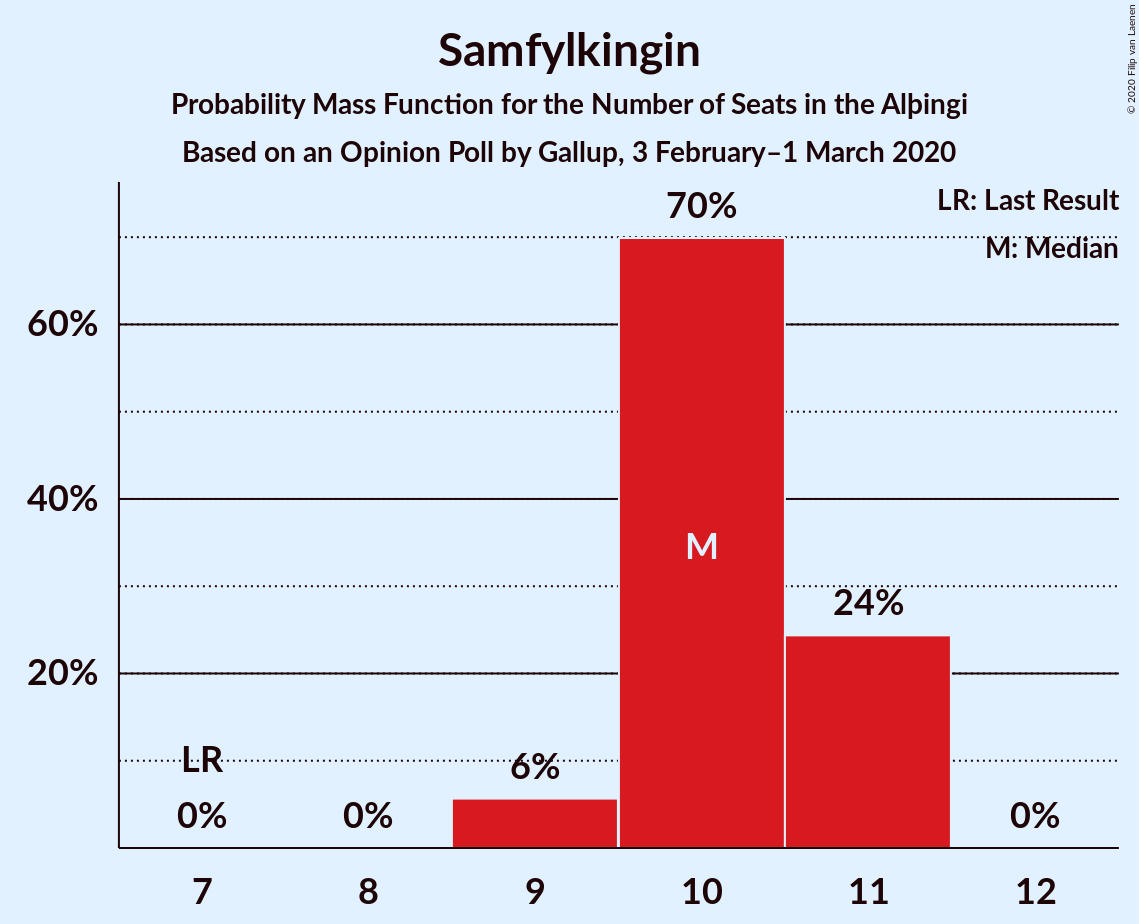 Samfylkingin
Probability Mass Function for the Number of Seats in the Alþingi
Based on an Opinion Poll by Gallup, 3 February–1 March 2020
© 2020 Filip van Laenen
LR: Last Result
M: Median
70%
60%
40%
20%
M
24%
LR
6%
0%
0%
0%
7
8
9
10
11
12